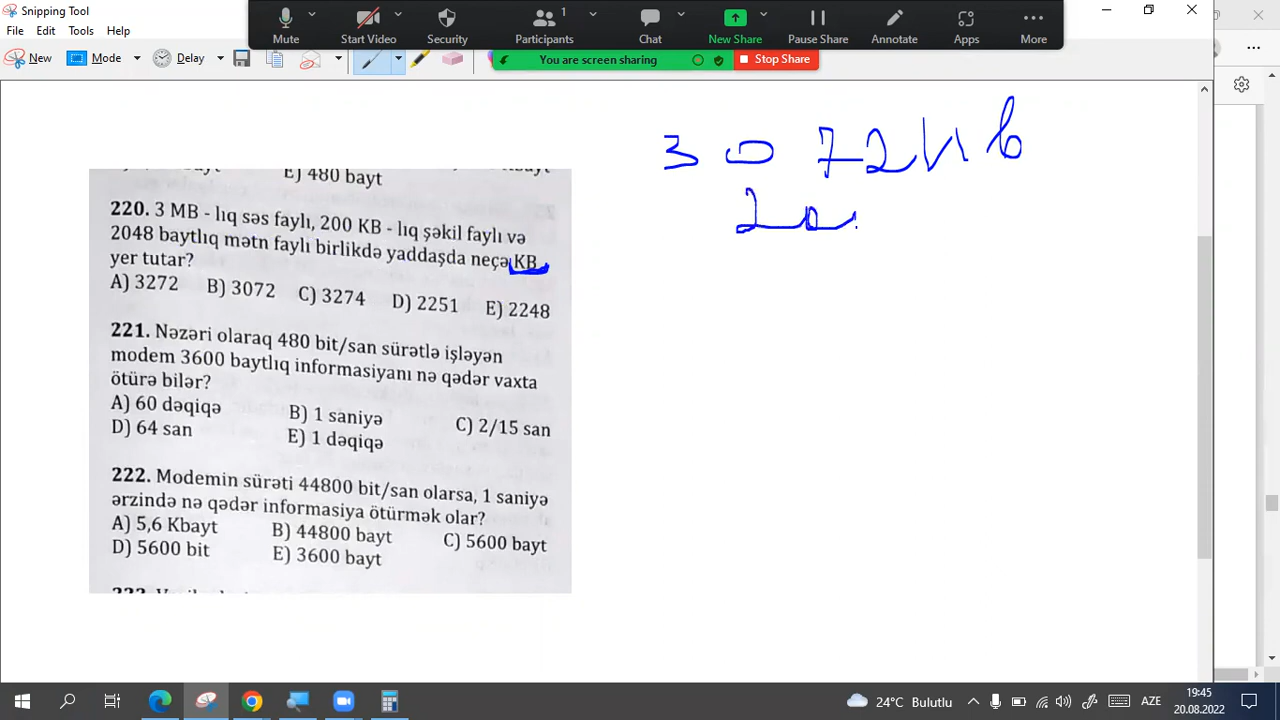 Snipping Tool
File Edit Tools Help
New Mode Delay
Mute Start Video Security Participants 1 Chat New Share Pause Share Annotate Apps More
You are screen sharing Stop Share
E) 480 bayt
220. 3 MB - lıq səs faylı, 200 KB - lıq şəkil faylı və
2048 baytlıq mətn faylı birlikdə yaddaşda neçə KB
yer tutar?
A) 3272 B) 3072 C) 3274 D) 2251 E) 2248
221. Nəzəri olaraq 480 bit/san sürətlə işləyən
modem 3600 baytlıq informasiyanı nə qədər vaxta
ötürə bilər?
A) 60 dəqiqə B) 1 saniyə C) 2/15 san
D) 64 san E) 1 dəqiqə
222. Modemin sürəti 44800 bit/san olarsa, 1 saniyə
ərzində nə qədər informasiya ötürmək olar?
A) 5,6 Kbayt B) 44800 bayt C) 5600 bayt
D) 5600 bit E) 3600 bayt
3072 Kb
20
24°C Bulutlu AZE 19:45
20.08.2022